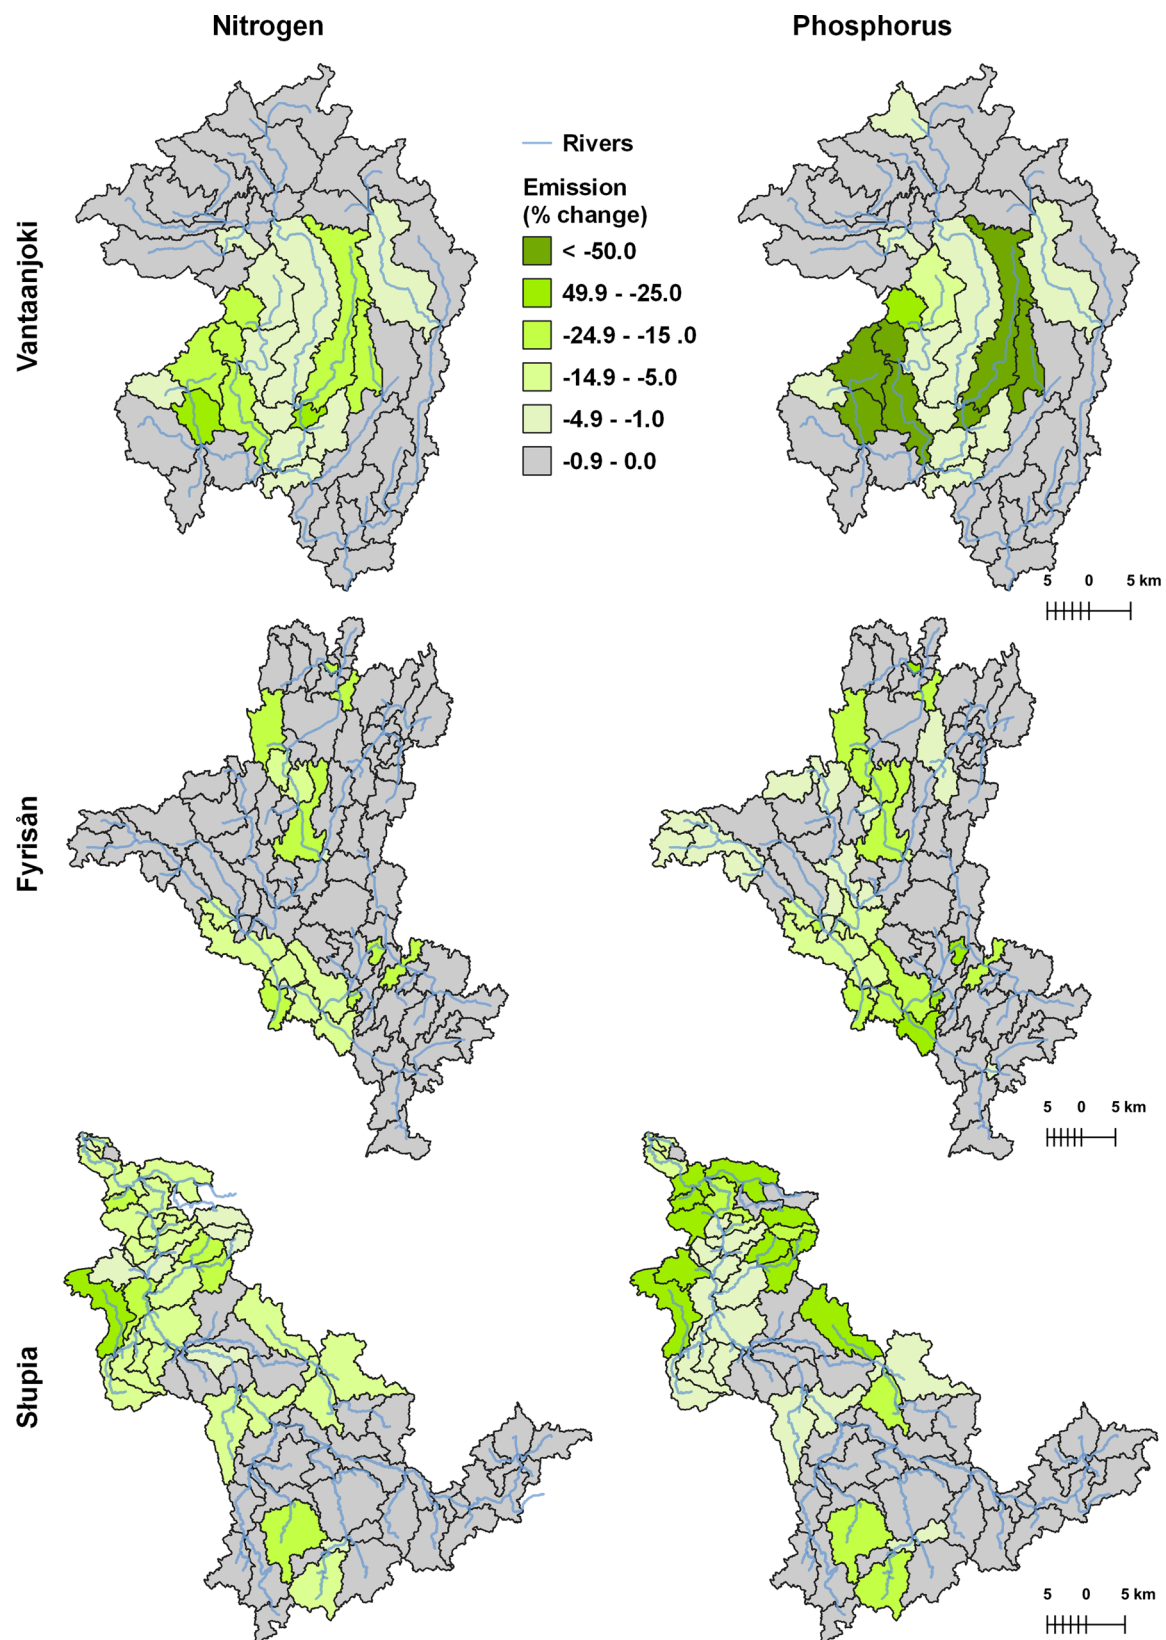 Nitrogen
Phosphorus
Vantaanjoki
Rivers
Emission
(% change)
< -50.0
49.9 - -25.0
-24.9 - -15 .0
-14.9 - -5.0
-4.9 - -1.0
-0.9 - 0.0
5 0 5 km
Fyrisån
5 0 5 km
Słupia
5 0 5 km